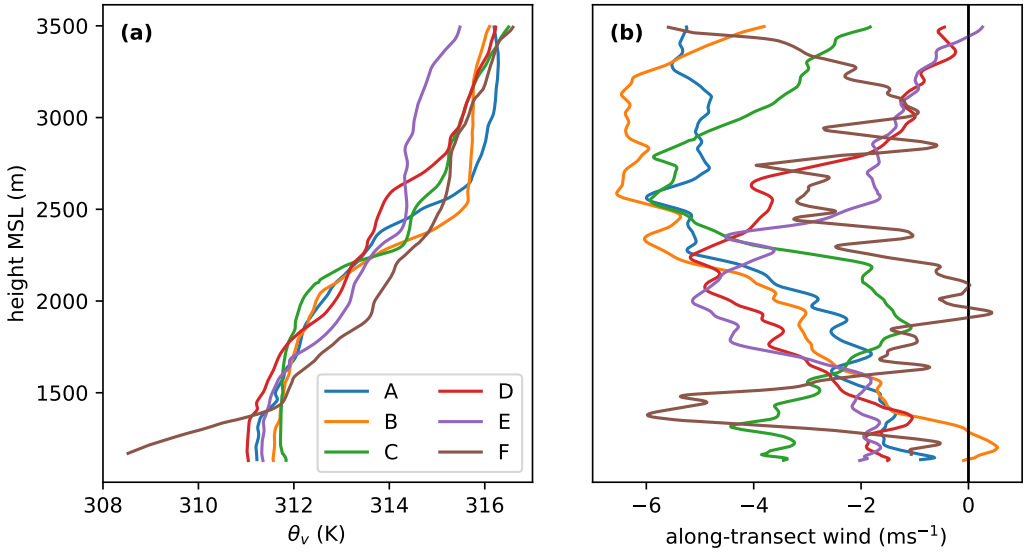 (a)
(b)
3500
3000
2500
2000
1500
height MSL (m)
A D
B E
C F
308 310 312 314 316
−6 −4 −2 0
θᵥ (K)
along-transect wind (ms⁻¹)